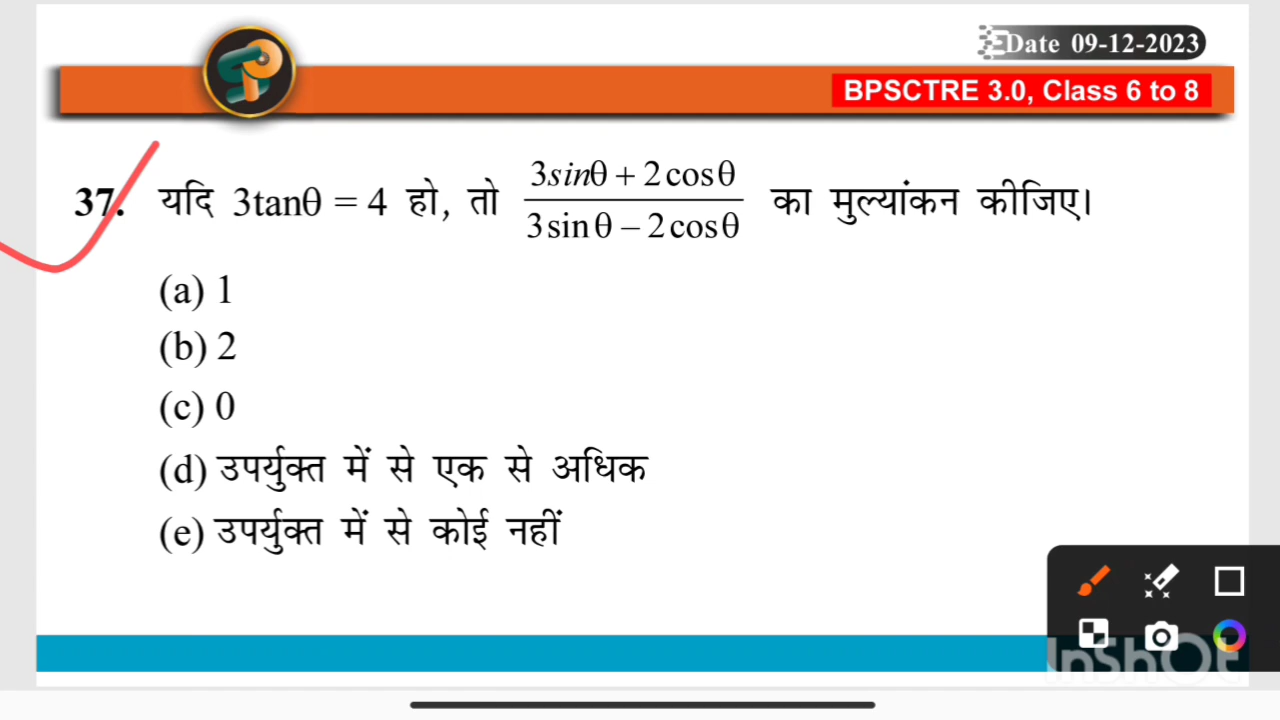 Date 09-12-2023
BPSCTRE 3.0, Class 6 to 8
37. यदि 3tanθ = 4 हो, तो (3sinθ + 2cosθ)/(3sinθ − 2cosθ) का मुल्यांकन कीजिए।
(a) 1
(b) 2
(c) 0
(d) उपर्युक्त में से एक से अधिक
(e) उपर्युक्त में से कोई नहीं
InShOt